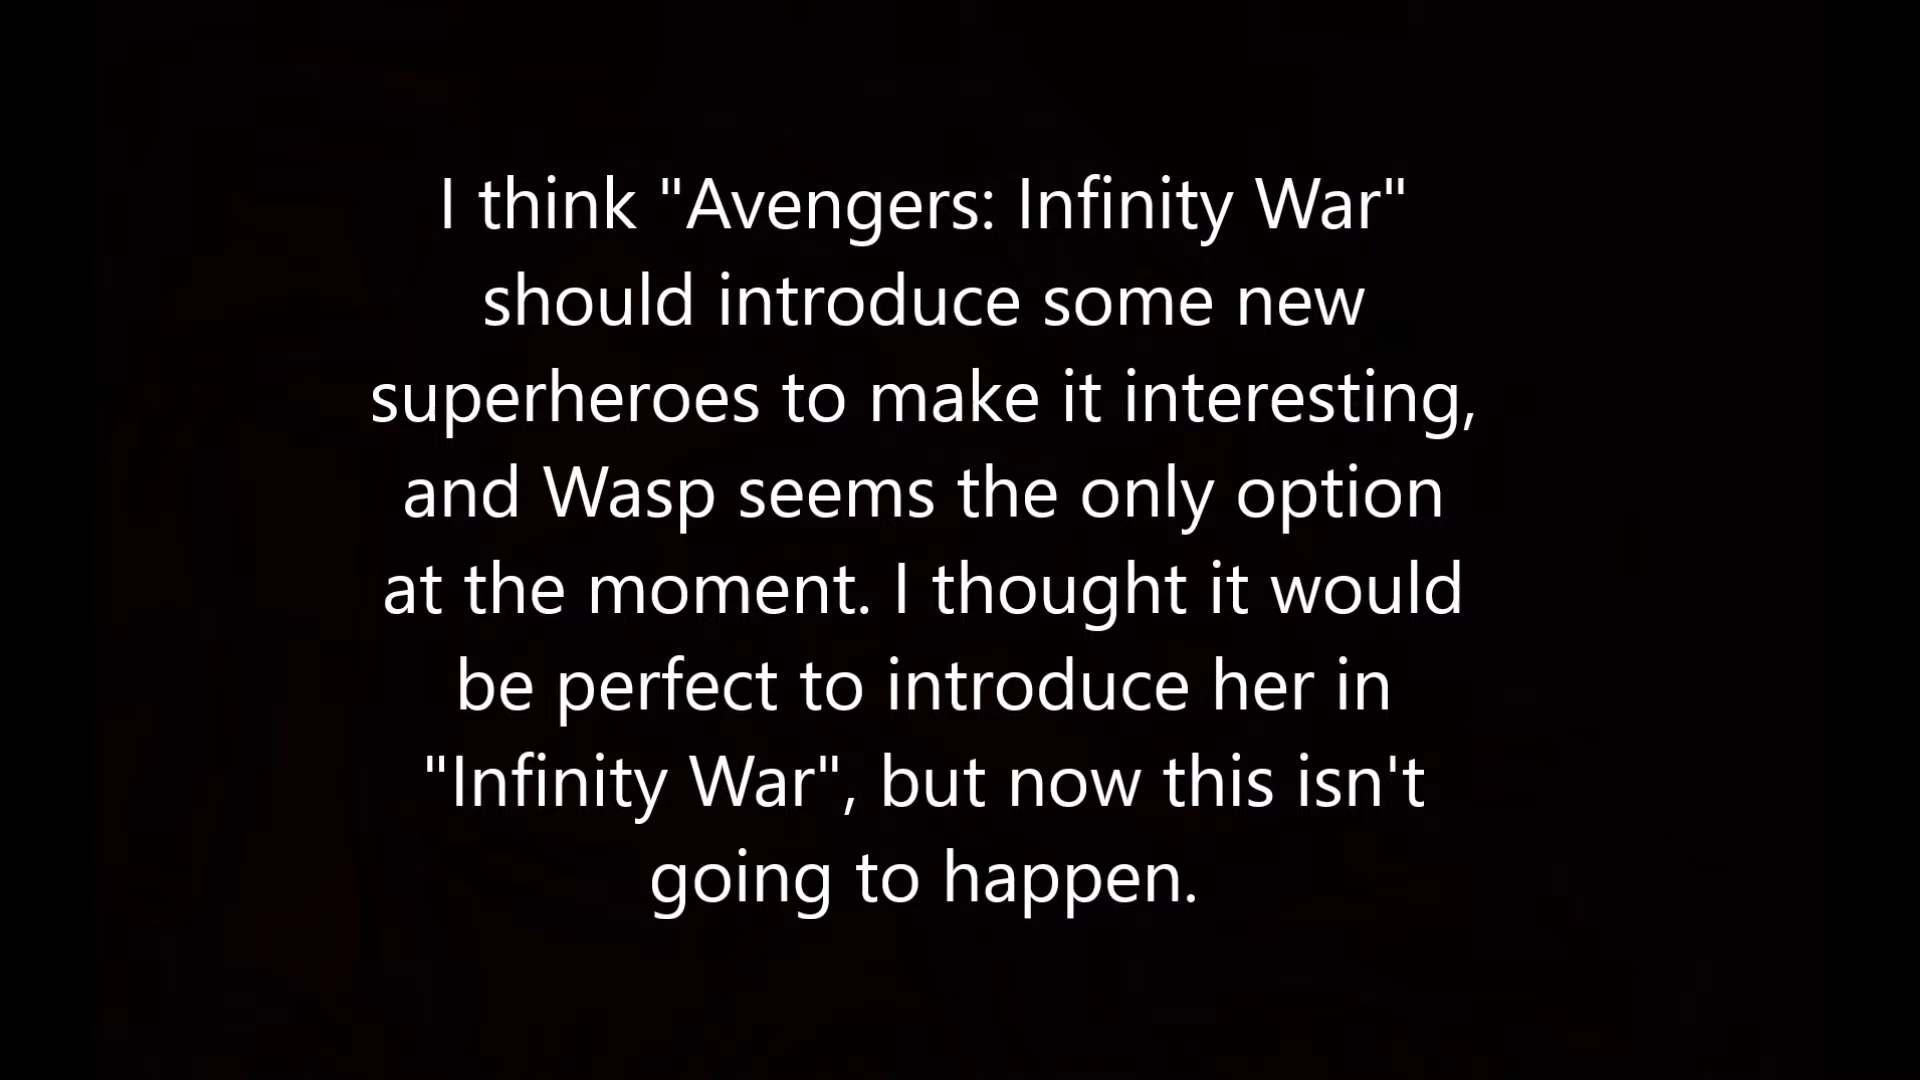 I think "Avengers: Infinity War"
should introduce some new
superheroes to make it interesting,
and Wasp seems the only option
at the moment. I thought it would
be perfect to introduce her in
"Infinity War", but now this isn't
going to happen.